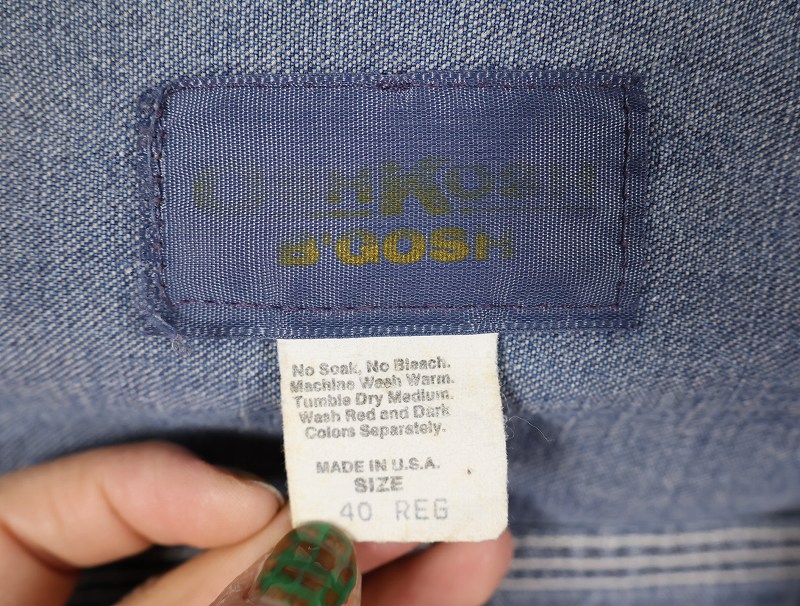 OSHKOSH
B'GOSH
No Soak, No Bleach.
Machine Wash Warm.
Tumble Dry Medium.
Wash Red and Dark
Colors Separately.
MADE IN U.S.A.
SIZE
40 REG